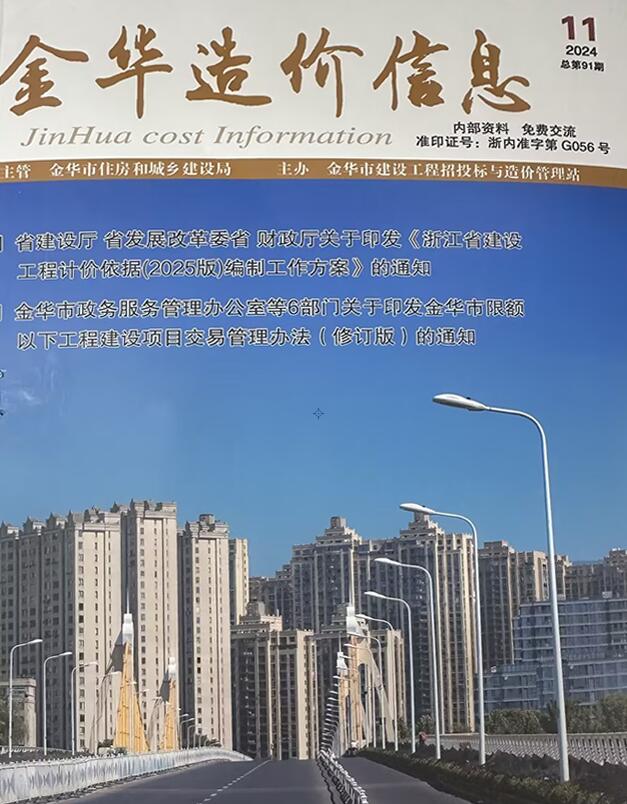 金华造价信息
11
2024
总第91期
JinHua cost Information
内部资料 免费交流
准印证号：浙内准字第 G056 号
主管 金华市住房和城乡建设局 主办 金华市建设工程招投标与造价管理站
省建设厅 省发展改革委省 财政厅关于印发《浙江省建设
工程计价依据(2025版)编制工作方案》的通知
金华市政务服务管理办公室等6部门关于印发金华市限额
以下工程建设项目交易管理办法（修订版）的通知